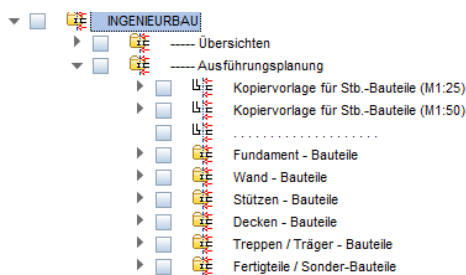 INGENIEURBAU
----- Übersichten
----- Ausführungsplanung
Kopiervorlage für Stb.-Bauteile (M1:25)
Kopiervorlage für Stb.-Bauteile (M1:50)
. . . . . . . . . . . . . . . . . . . .
Fundament - Bauteile
Wand - Bauteile
Stützen - Bauteile
Decken - Bauteile
Treppen / Träger - Bauteile
Fertigteile / Sonder-Bauteile